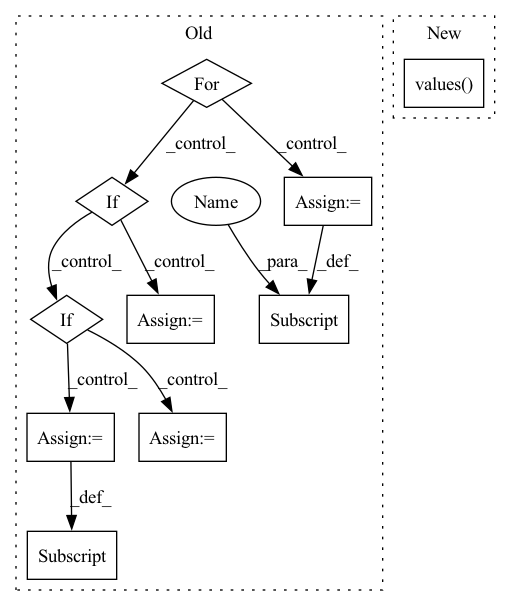 Old
New
For
values()
_control_
_control_
If
Name
Assign:=
_control_
_control_
_para_
_def_
If
Assign:=
Subscript
_control_
_control_
Assign:=
Assign:=
_def_
Subscript